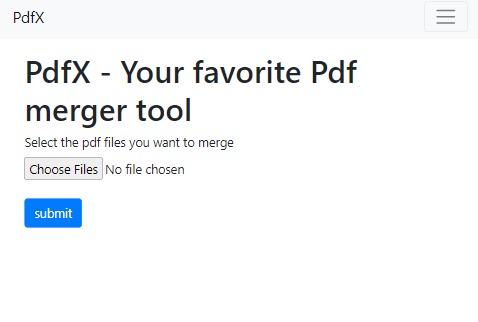 PdfX
PdfX - Your favorite Pdf
merger tool
Select the pdf files you want to merge
Choose Files No file chosen
submit